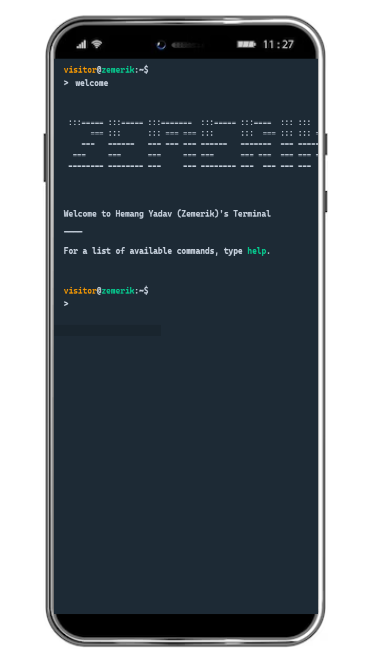 11:27
visitor@zemerik:~$
> welcome
:::===== :::===== :::=======  :::===== :::====  ::: :::
     === :::      ::: === === :::      :::  === ::: ::: =
   ===   ======   === === === ======   =======  === =====
 ===     ===      ===     === ===      === ===  === === =
======== ======== ===     === ======== ===  === === ===
Welcome to Hemang Yadav (Zemerik)'s Terminal
____
For a list of available commands, type help.
visitor@zemerik:~$
>